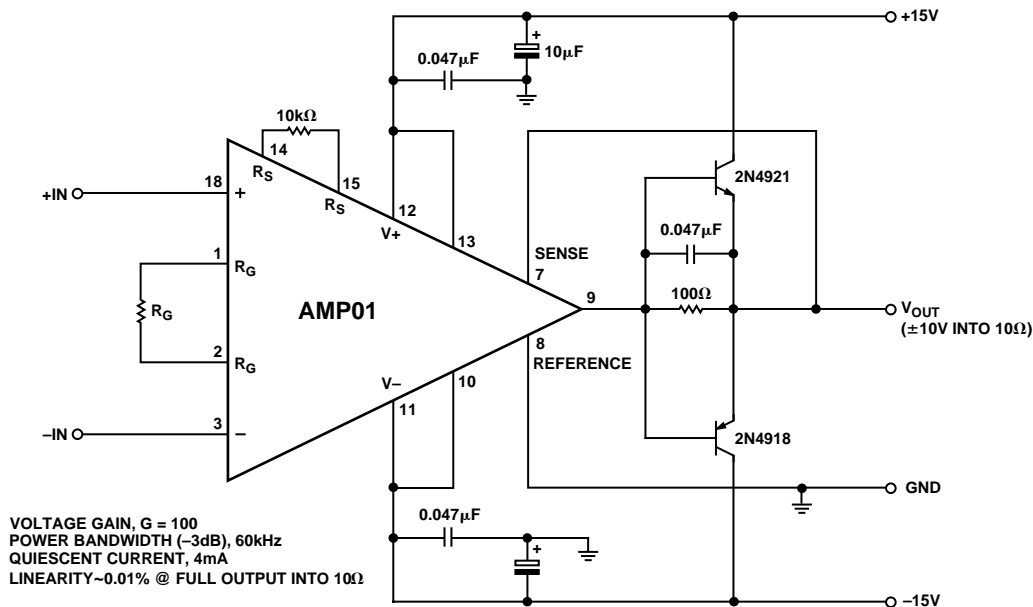 +15V
+
0.047μF
10μF
10kΩ
14
RS
15
RS
18
+IN
+
12
V+
13
2N4921
SENSE
7
0.047μF
1
RG
RG
AMP01
9
100Ω
VOUT
(±10V INTO 10Ω)
8
REFERENCE
2
RG
V–
10
11
3
–IN
–
2N4918
GND
0.047μF
+
–15V
VOLTAGE GAIN, G = 100
POWER BANDWIDTH (–3dB), 60kHz
QUIESCENT CURRENT, 4mA
LINEARITY~0.01% @ FULL OUTPUT INTO 10Ω